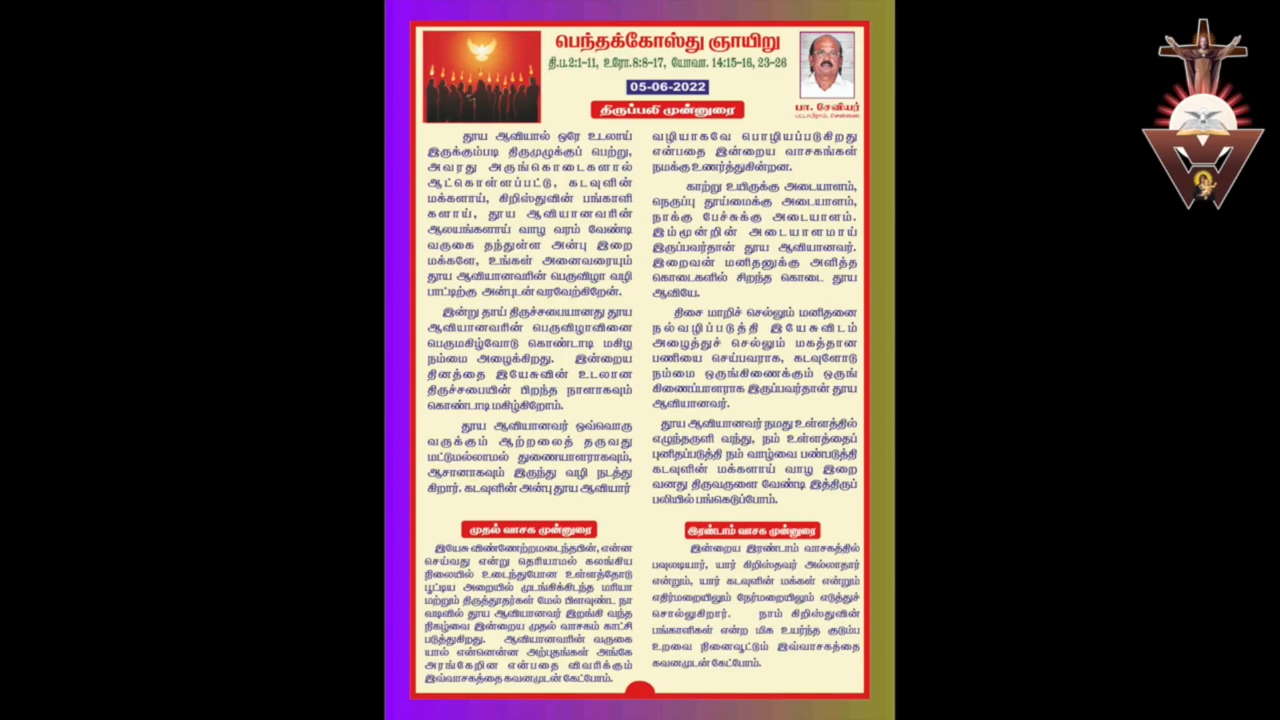 பெந்தக்கோஸ்து ஞாயிறு
தி.ப.2:1-11, உரோ.8:8-17, யோவா. 14:15-16, 23-26
05-06-2022
திருப்பலி முன்னுரை
பா. சேவியர்
பட்டாபிராம், சென்னை.
தூய ஆவியால் ஒரே உடலாய்
இருக்கும்படி திருமுழுக்குப் பெற்று,
அவரது அருங்கொடைகளால்
ஆட்கொள்ளப்பட்டு, கடவுளின்
மக்களாய், கிறிஸ்துவின் பங்காளி
களாய், தூய ஆவியானவரின்
ஆலயங்களாய் வாழ வரம் வேண்டி
வருகை தந்துள்ள அன்பு இறை
மக்களே, உங்கள் அனைவரையும்
தூய ஆவியானவரின் பெருவிழா வழி
பாட்டிற்கு அன்புடன் வரவேற்கிறேன்.
இன்று தாய் திருச்சபையானது தூய
ஆவியானவரின் பெருவிழாவினை
பெருமகிழ்வோடு கொண்டாடி மகிழ
நம்மை அழைக்கிறது. இன்றைய
தினத்தை இயேசுவின் உடலான
திருச்சபையின் பிறந்த நாளாகவும்
கொண்டாடி மகிழ்கிறோம்.
தூய ஆவியானவர் ஒவ்வொரு
வருக்கும் ஆற்றலைத் தருவது
மட்டுமல்லாமல் துணையாளராகவும்,
ஆசானாகவும் இருந்து வழி நடத்து
கிறார். கடவுளின் அன்பு தூய ஆவியார்
வழியாகவே பொழியப்படுகிறது
என்பதை இன்றைய வாசகங்கள்
நமக்கு உணர்த்துகின்றன.
காற்று உயிருக்கு அடையாளம்,
நெருப்பு தூய்மைக்கு அடையாளம்,
நாக்கு பேச்சுக்கு அடையாளம்.
இம்மூன்றின் அடையாளமாய்
இருப்பவர்தான் தூய ஆவியானவர்.
இறைவன் மனிதனுக்கு அளித்த
கொடைகளில் சிறந்த கொடை தூய
ஆவியே.
திசை மாறிச் செல்லும் மனிதனை
நல்வழிப்படுத்தி இயேசுவிடம்
அழைத்துச் செல்லும் மகத்தான
பணியை செய்பவராக, கடவுளோடு
நம்மை ஒருங்கிணைக்கும் ஒருங்
கிணைப்பாளராக இருப்பவர்தான் தூய
ஆவியானவர்.
தூய ஆவியானவர் நமது உள்ளத்தில்
எழுந்தருளி வந்து, நம் உள்ளத்தைப்
புனிதப்படுத்தி நம் வாழ்வை பண்படுத்தி
கடவுளின் மக்களாய் வாழ இறை
வனது திருவருளை வேண்டி இத்திருப்
பலியில் பங்கெடுப்போம்.
முதல் வாசக முன்னுரை
இயேசு விண்ணேற்றமடைந்தபின், என்ன
செய்வது என்று தெரியாமல் கலங்கிய
நிலையில் உடைந்துபோன உள்ளத்தோடு
பூட்டிய அறையில் முடங்கிக்கிடந்த மரியா
மற்றும் திருத்தூதர்கள் மேல் பிளவுண்ட நா
வடிவில் தூய ஆவியானவர் இறங்கி வந்த
நிகழ்வை இன்றைய முதல் வாசகம் காட்சி
படுத்துகிறது. ஆவியானவரின் வருகை
யால் என்னென்ன அற்புதங்கள் அங்கே
அரங்கேறின என்பதை விவரிக்கும்
இவ்வாசகத்தை கவனமுடன் கேட்போம்.
இரண்டாம் வாசக முன்னுரை
இன்றைய இரண்டாம் வாசகத்தில்
பவுலடியார், யார் கிறிஸ்தவர் அல்லாதார்
என்றும், யார் கடவுளின் மக்கள் என்றும்
எதிர்மறையிலும் நேர்மறையிலும் எடுத்துச்
சொல்லுகிறார். நாம் கிறிஸ்துவின்
பங்காளிகள் என்ற மிக உயர்ந்த குடும்ப
உறவை நினைவூட்டும் இவ்வாசகத்தை
கவனமுடன் கேட்போம்.